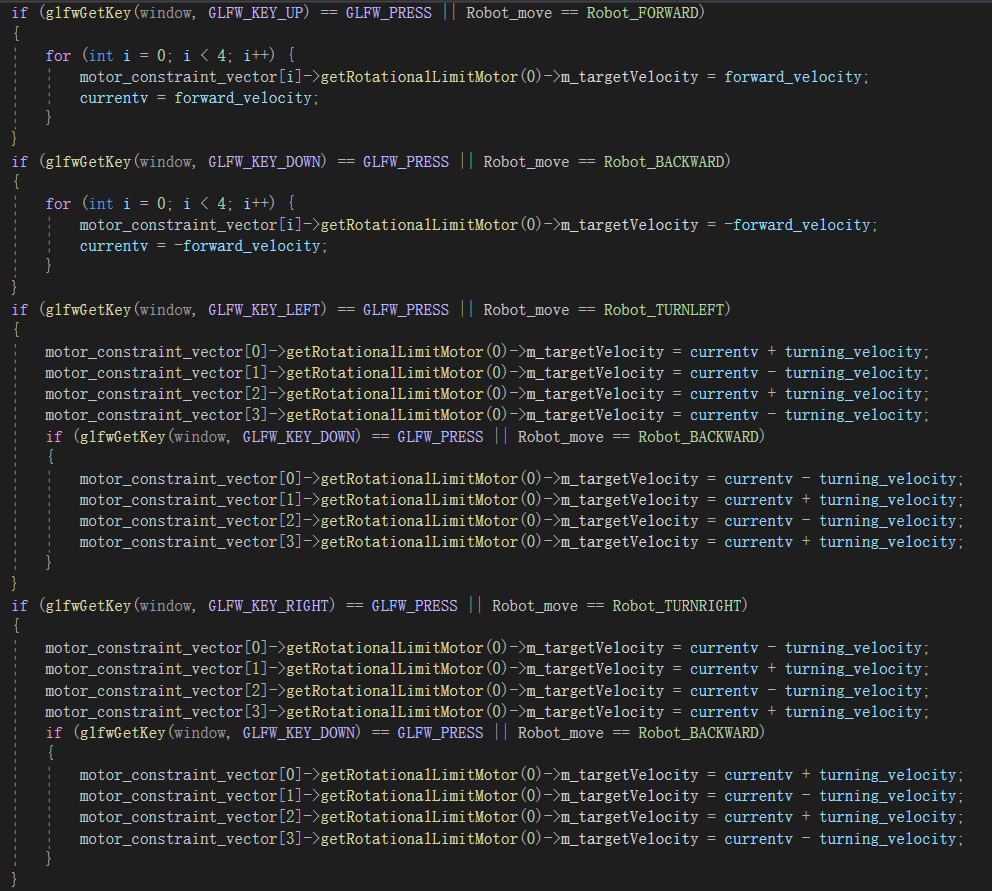 if (glfwGetKey(window, GLFW_KEY_UP) == GLFW_PRESS || Robot_move == Robot_FORWARD)
{
    for (int i = 0; i < 4; i++) {
        motor_constraint_vector[i]->getRotationalLimitMotor(0)->m_targetVelocity = forward_velocity;
        currentv = forward_velocity;
    }
}
if (glfwGetKey(window, GLFW_KEY_DOWN) == GLFW_PRESS || Robot_move == Robot_BACKWARD)
{
    for (int i = 0; i < 4; i++) {
        motor_constraint_vector[i]->getRotationalLimitMotor(0)->m_targetVelocity = -forward_velocity;
        currentv = -forward_velocity;
    }
}
if (glfwGetKey(window, GLFW_KEY_LEFT) == GLFW_PRESS || Robot_move == Robot_TURNLEFT)
{
    motor_constraint_vector[0]->getRotationalLimitMotor(0)->m_targetVelocity = currentv + turning_velocity;
    motor_constraint_vector[1]->getRotationalLimitMotor(0)->m_targetVelocity = currentv - turning_velocity;
    motor_constraint_vector[2]->getRotationalLimitMotor(0)->m_targetVelocity = currentv + turning_velocity;
    motor_constraint_vector[3]->getRotationalLimitMotor(0)->m_targetVelocity = currentv - turning_velocity;
    if (glfwGetKey(window, GLFW_KEY_DOWN) == GLFW_PRESS || Robot_move == Robot_BACKWARD)
    {
        motor_constraint_vector[0]->getRotationalLimitMotor(0)->m_targetVelocity = currentv - turning_velocity;
        motor_constraint_vector[1]->getRotationalLimitMotor(0)->m_targetVelocity = currentv + turning_velocity;
        motor_constraint_vector[2]->getRotationalLimitMotor(0)->m_targetVelocity = currentv - turning_velocity;
        motor_constraint_vector[3]->getRotationalLimitMotor(0)->m_targetVelocity = currentv + turning_velocity;
    }
}
if (glfwGetKey(window, GLFW_KEY_RIGHT) == GLFW_PRESS || Robot_move == Robot_TURNRIGHT)
{
    motor_constraint_vector[0]->getRotationalLimitMotor(0)->m_targetVelocity = currentv - turning_velocity;
    motor_constraint_vector[1]->getRotationalLimitMotor(0)->m_targetVelocity = currentv + turning_velocity;
    motor_constraint_vector[2]->getRotationalLimitMotor(0)->m_targetVelocity = currentv - turning_velocity;
    motor_constraint_vector[3]->getRotationalLimitMotor(0)->m_targetVelocity = currentv + turning_velocity;
    if (glfwGetKey(window, GLFW_KEY_DOWN) == GLFW_PRESS || Robot_move == Robot_BACKWARD)
    {
        motor_constraint_vector[0]->getRotationalLimitMotor(0)->m_targetVelocity = currentv + turning_velocity;
        motor_constraint_vector[1]->getRotationalLimitMotor(0)->m_targetVelocity = currentv - turning_velocity;
        motor_constraint_vector[2]->getRotationalLimitMotor(0)->m_targetVelocity = currentv + turning_velocity;
        motor_constraint_vector[3]->getRotationalLimitMotor(0)->m_targetVelocity = currentv - turning_velocity;
    }
}